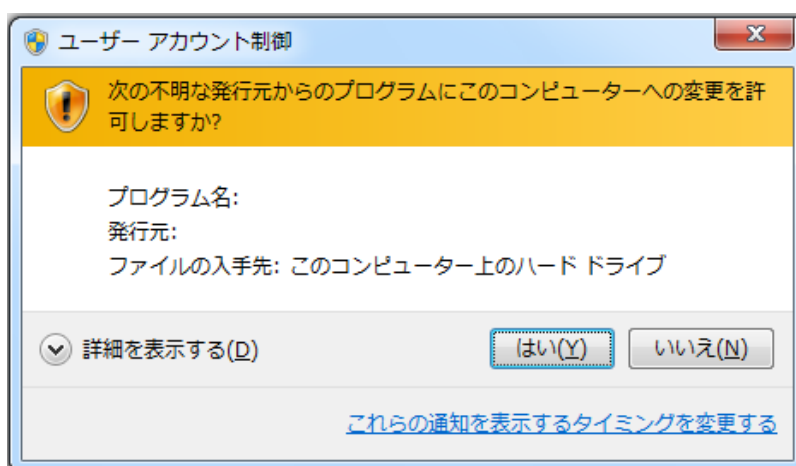 ユーザー アカウント制御
次の不明な発行元からのプログラムにこのコンピューターへの変更を許
可しますか?
プログラム名:
発行元:
ファイルの入手先: このコンピューター上のハード ドライブ
詳細を表示する(D)
はい(Y)
いいえ(N)
これらの通知を表示するタイミングを変更する